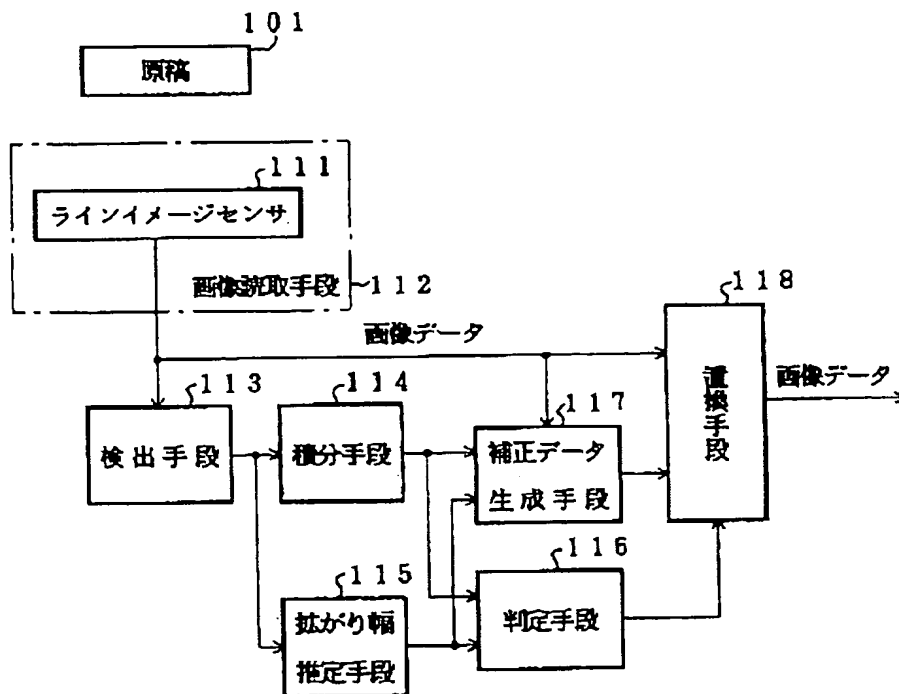 １０１
原稿
１１１
ラインイメージセンサ
画像読取手段
１１２
１１８
画像データ
置換手段
画像データ
１１３
１１４
１１７
検出手段
積分手段
補正データ
生成手段
１１５
１１６
拡がり幅
推定手段
判定手段